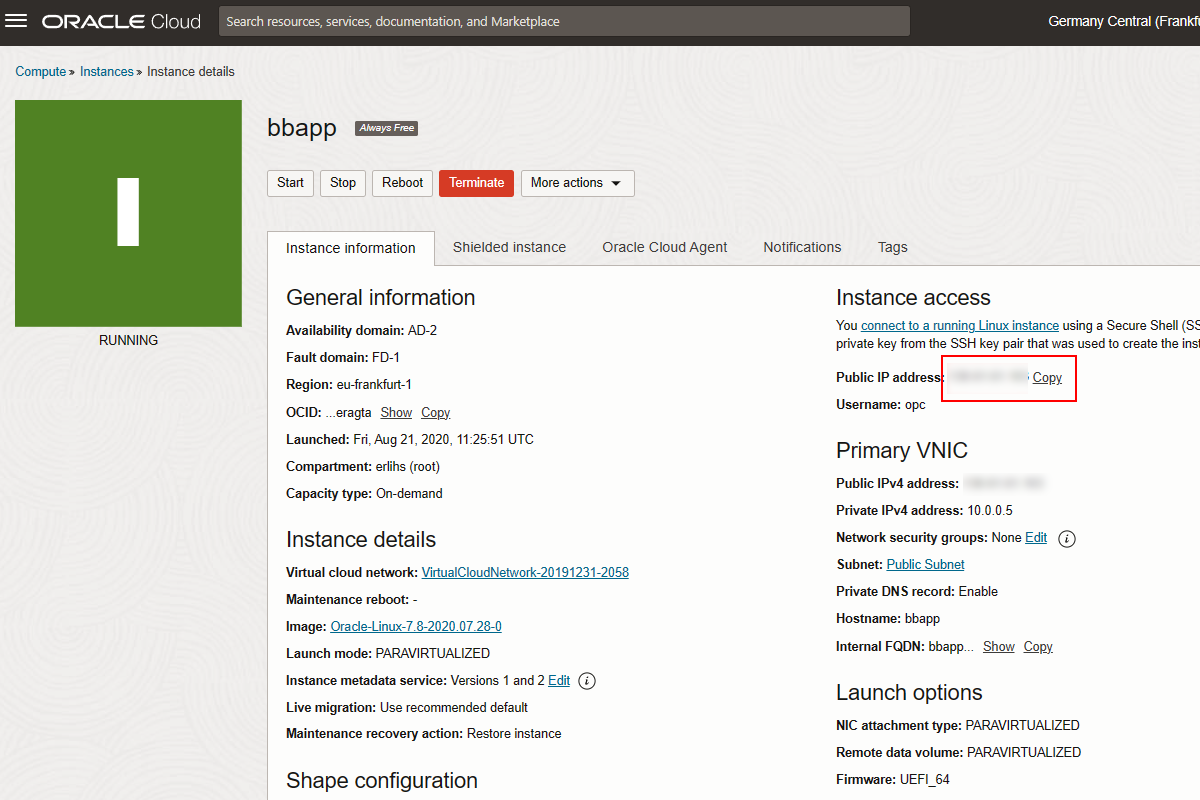 ORACLE Cloud
Search resources, services, documentation, and Marketplace
Germany Central (Frankf
Compute » Instances » Instance details
RUNNING
bbapp Always Free
Start Stop Reboot Terminate More actions
Instance information Shielded instance Oracle Cloud Agent Notifications Tags
General information
Availability domain: AD-2
Fault domain: FD-1
Region: eu-frankfurt-1
OCID: ...eragta Show Copy
Launched: Fri, Aug 21, 2020, 11:25:51 UTC
Compartment: erlihs (root)
Capacity type: On-demand
Instance details
Virtual cloud network: VirtualCloudNetwork-20191231-2058
Maintenance reboot: -
Image: Oracle-Linux-7.8-2020.07.28-0
Launch mode: PARAVIRTUALIZED
Instance metadata service: Versions 1 and 2 Edit i
Live migration: Use recommended default
Maintenance recovery action: Restore instance
Shape configuration
Instance access
You connect to a running Linux instance using a Secure Shell (SS
private key from the SSH key pair that was used to create the inst
Public IP address: Copy
Username: opc
Primary VNIC
Public IPv4 address:
Private IPv4 address: 10.0.0.5
Network security groups: None Edit i
Subnet: Public Subnet
Private DNS record: Enable
Hostname: bbapp
Internal FQDN: bbapp... Show Copy
Launch options
NIC attachment type: PARAVIRTUALIZED
Remote data volume: PARAVIRTUALIZED
Firmware: UEFI_64